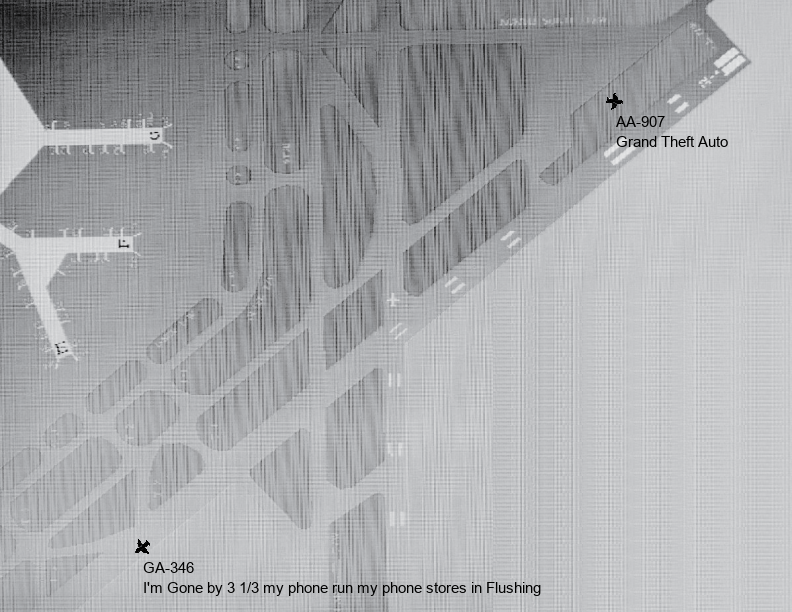 G
F
E
AA-907
Grand Theft Auto
GA-346
I'm Gone by 3 1/3 my phone run my phone stores in Flushing